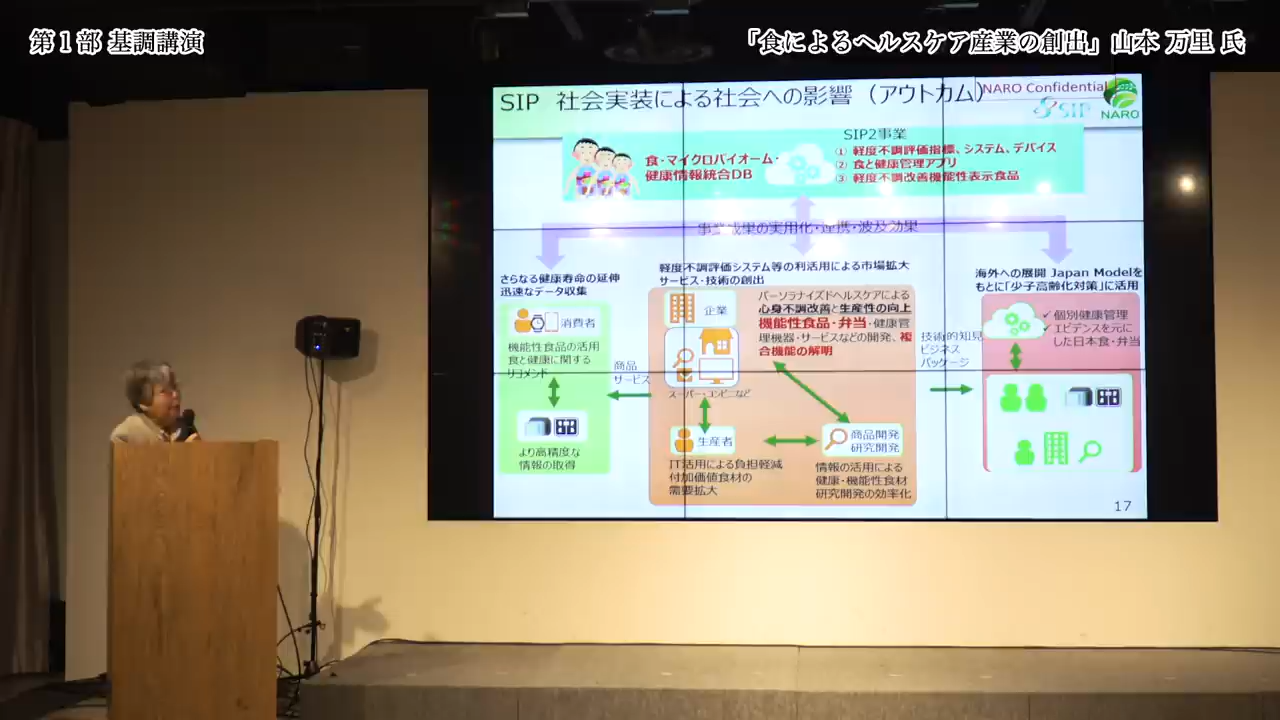 第１部 基調講演
「食によるヘルスケア産業の創出」山本 万里 氏
SIP 社会実装による社会への影響（アウトカム）
NARO Confidential
SIP
NARO
SIP2事業
食・マイクロバイオーム・
健康情報統合DB
① 軽度不調評価指標、システム、デバイス
② 食と健康管理アプリ
③ 軽度不調改善機能性表示食品
事業成果の実用化・連携・波及効果
さらなる健康寿命の延伸
迅速なデータ収集
消費者
機能性食品の活用
食と健康に関する
リコメンド
より高精度な
情報の取得
商品
サービス
軽度不調評価システム等の利活用による市場拡大
サービス・技術の創出
企業
パーソラナイズドヘルスケアによる
心身不調改善と生産性の向上
機能性食品・弁当・健康管
理機器・サービスなどの開発、複
合機能の解明
スーパー・コンビニなど
生産者
IT活用による負担軽減
付加価値食材の
需要拡大
商品開発
研究開発
情報の活用による
健康・機能性食材
研究開発の効率化
技術的知見
ビジネス
パッケージ
海外への展開 Japan Modelを
もとに「少子高齢化対策」に活用
✓ 個別健康管理
✓ エビデンスを元に
した日本食・弁当
17